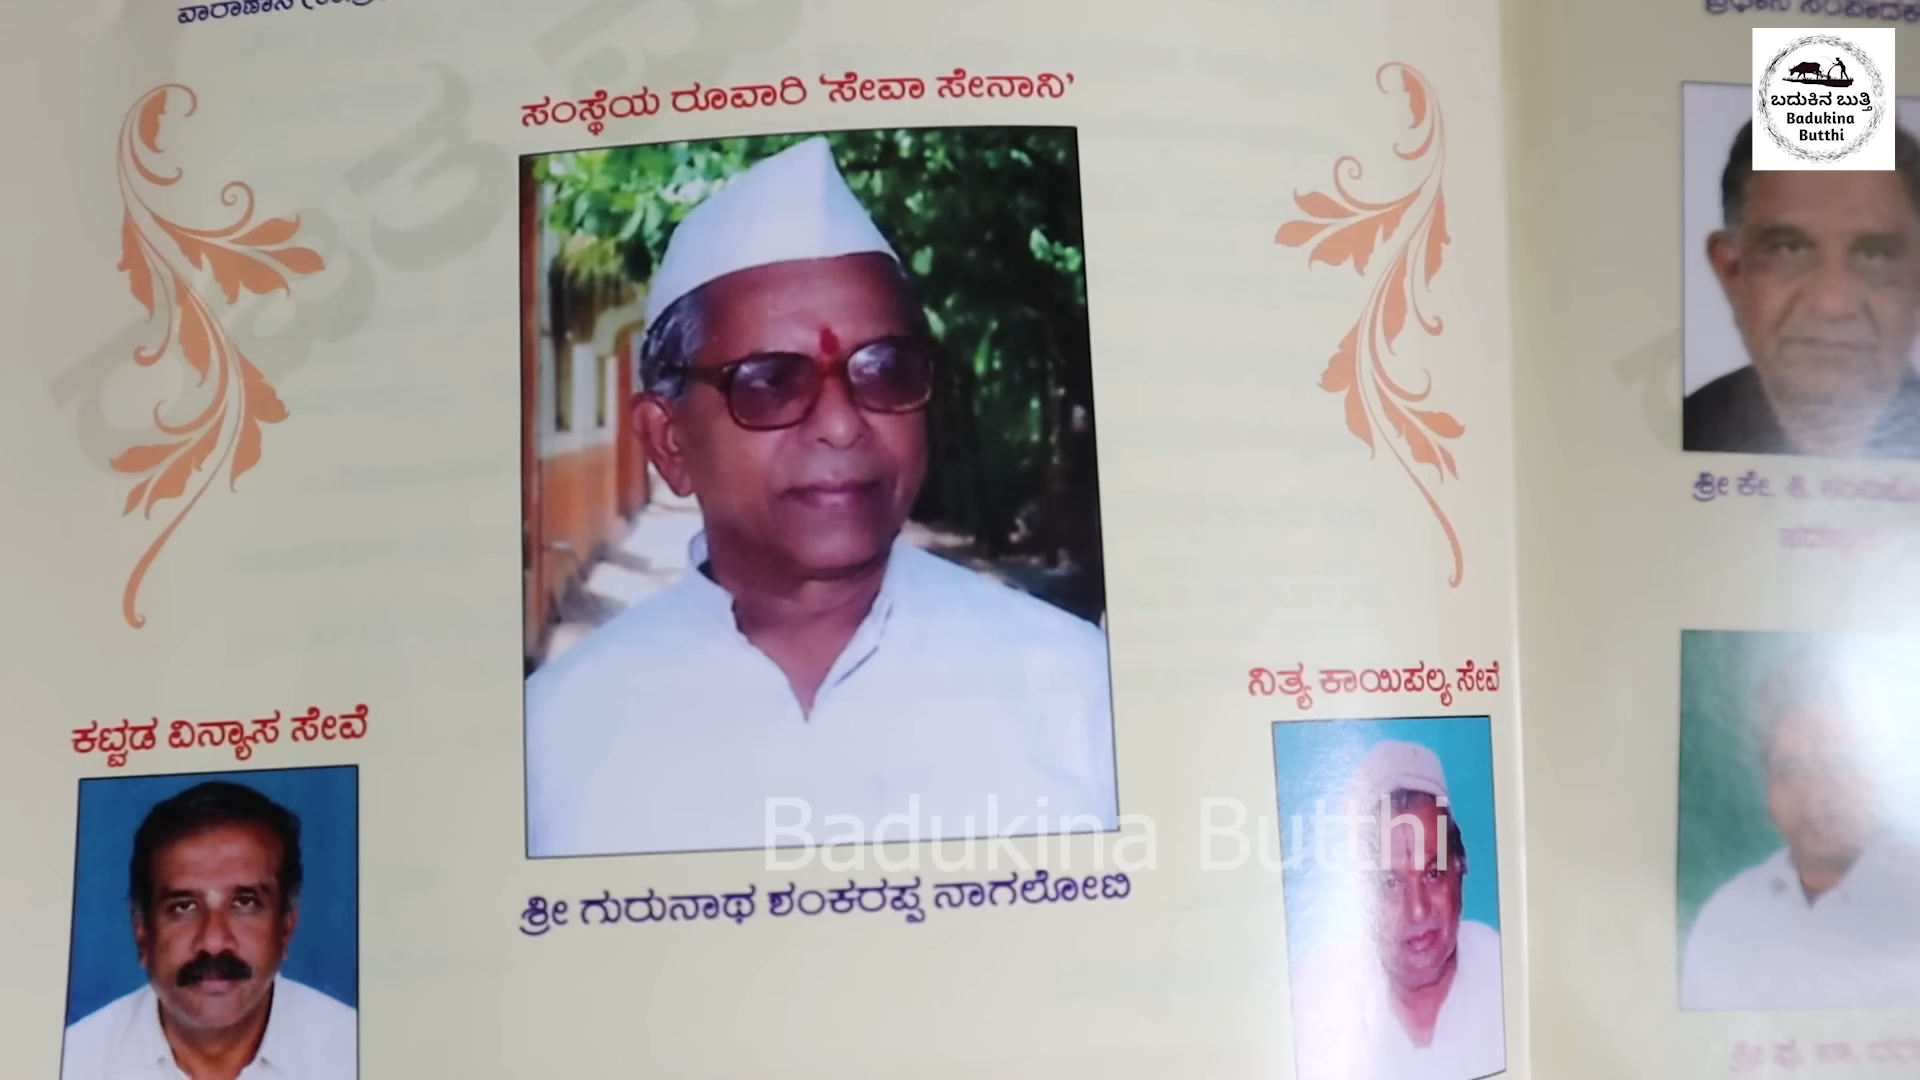 ಸಂಸ್ಥೆಯ ರೂವಾರಿ ‘ಸೇವಾ ಸೇನಾನಿ’
ಬದುಕಿನ ಬುತ್ತಿ
Badukina
Butthi
ಶ್ರೀ ಗುರುನಾಥ ಶಂಕರಪ್ಪ ನಾಗಲೋಟಿ
ಕಟ್ಟಡ ವಿನ್ಯಾಸ ಸೇವೆ
ನಿತ್ಯ ಕಾಯಿಪಲ್ಯ ಸೇವೆ
ಶ್ರೀ ಕೇ.
Badukina Butthi